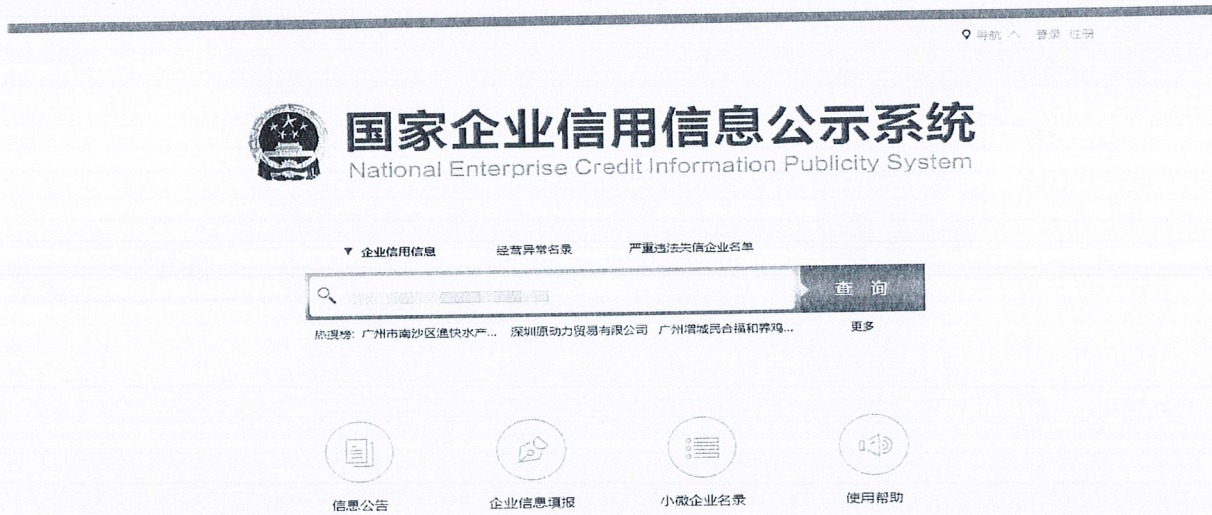 导航 登录 注册
国家企业信用信息公示系统
National Enterprise Credit Information Publicity System
▼ 企业信用信息 经营异常名录 严重违法失信企业名单
查 询
热搜榜: 广州市南沙区渔快水产... 深圳原动力贸易有限公司 广州增城民合福和养鸡... 更多
信息公告 企业信息填报 小微企业名录 使用帮助